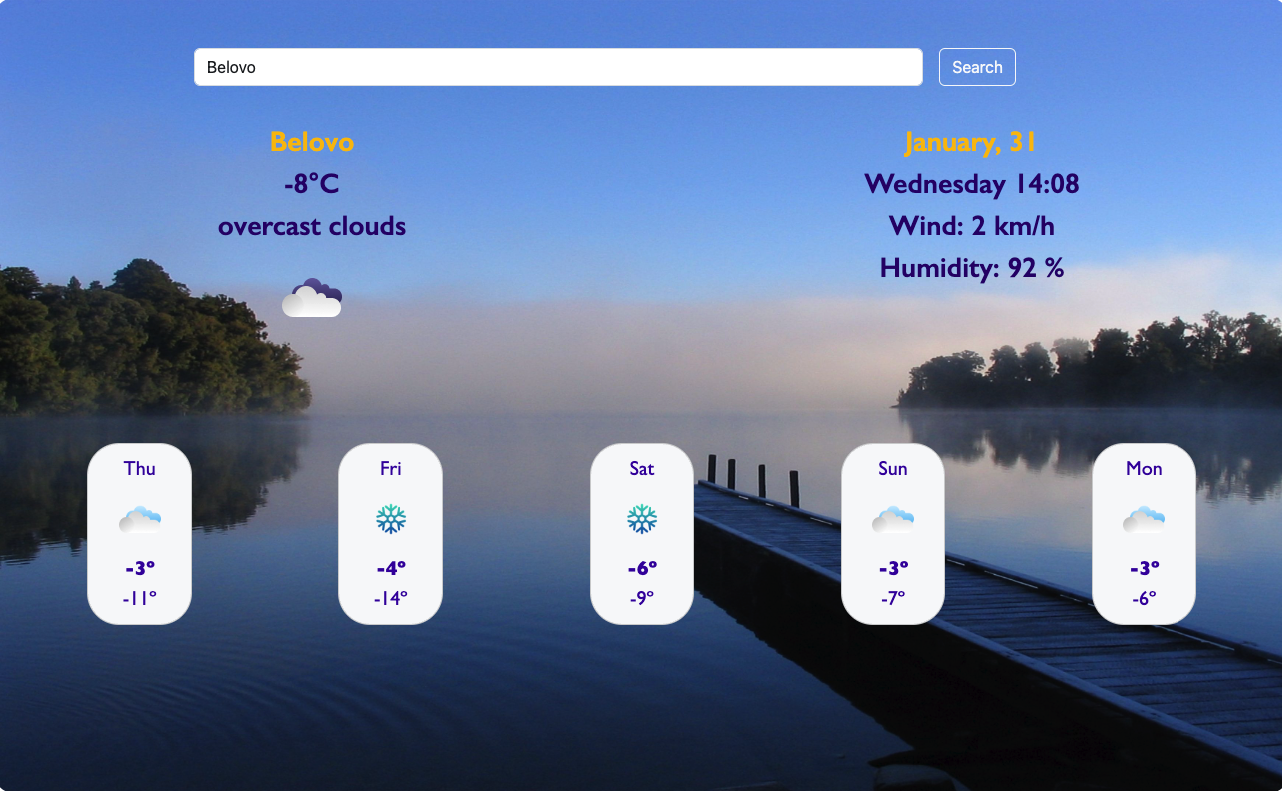 Belovo
Search
Belovo
-8°C
overcast clouds
January, 31
Wednesday 14:08
Wind: 2 km/h
Humidity: 92 %
Thu
-3°
-11°
Fri
-4°
-14°
Sat
-6°
-9°
Sun
-3°
-7°
Mon
-3°
-6°